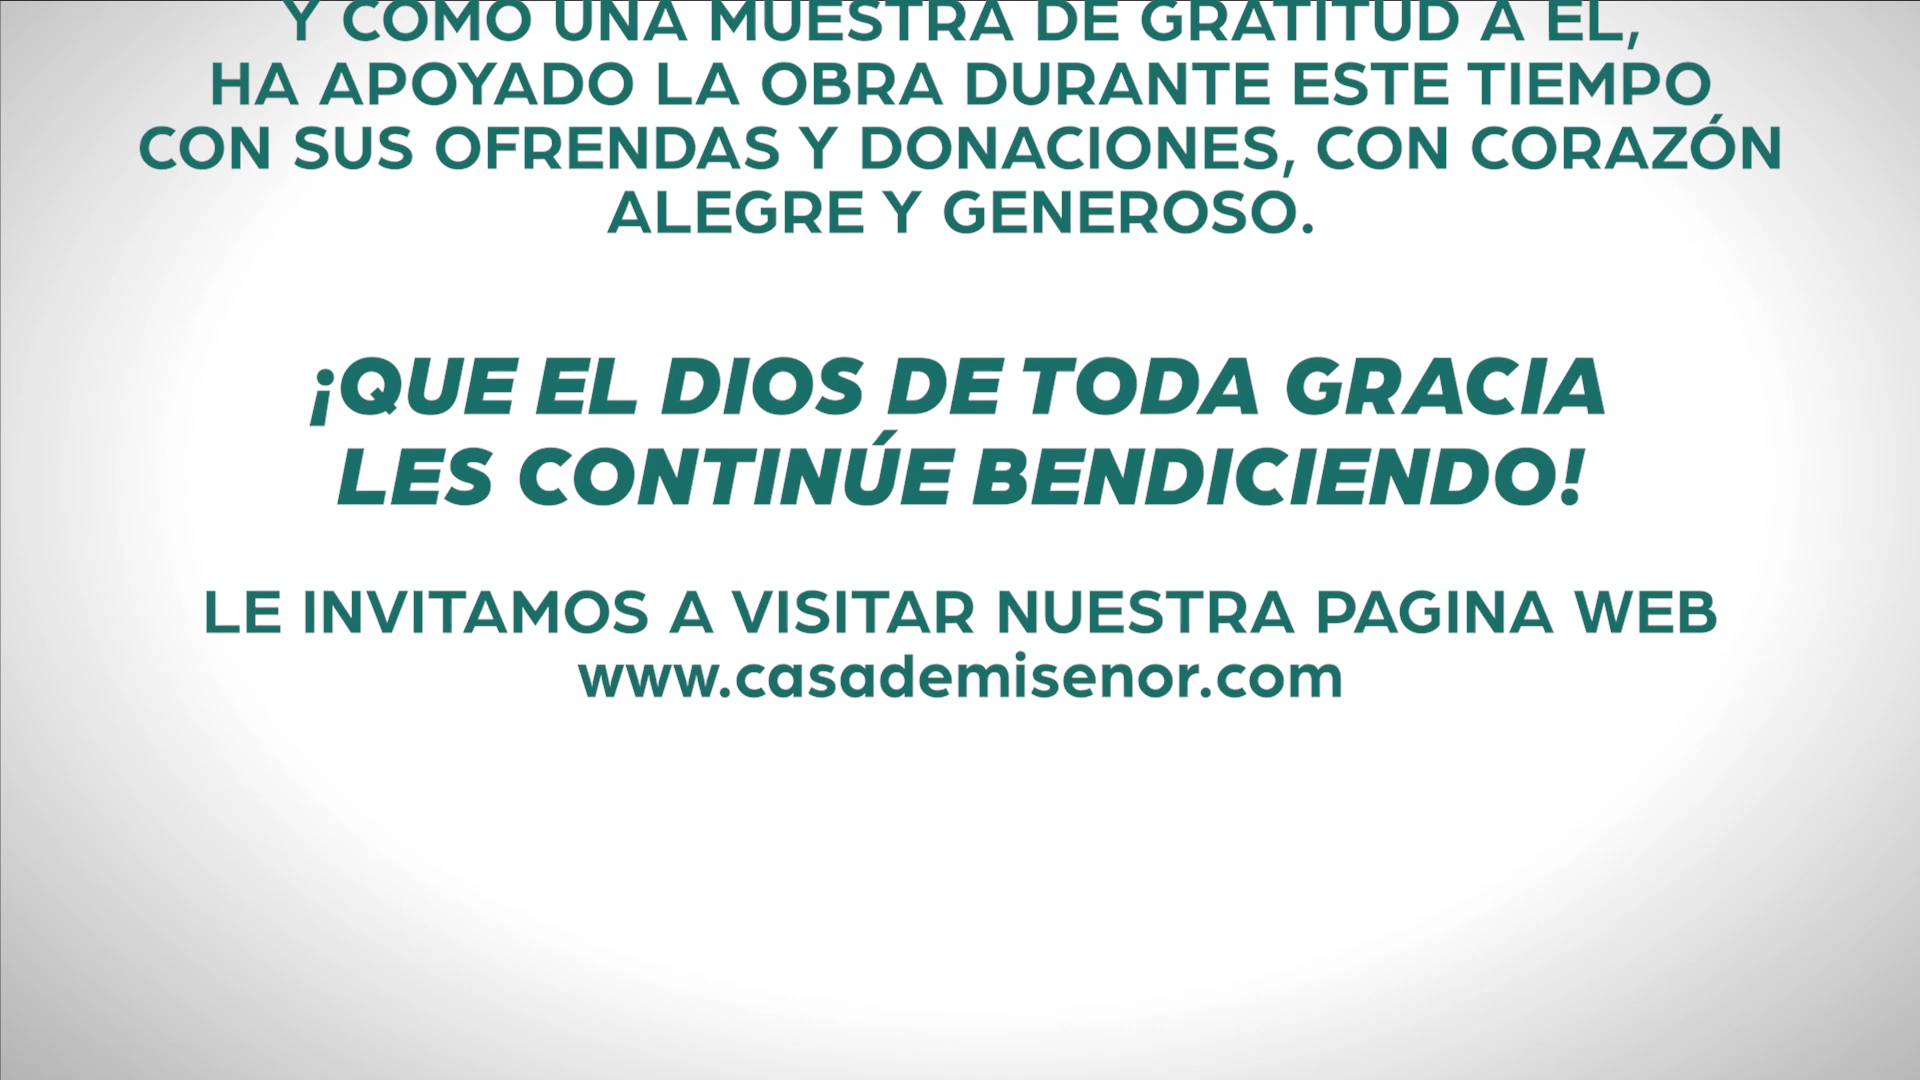 Y COMO UNA MUESTRA DE GRATITUD A EL,
HA APOYADO LA OBRA DURANTE ESTE TIEMPO
CON SUS OFRENDAS Y DONACIONES, CON CORAZÓN
ALEGRE Y GENEROSO.
¡QUE EL DIOS DE TODA GRACIA
LES CONTINÚE BENDICIENDO!
LE INVITAMOS A VISITAR NUESTRA PAGINA WEB
www.casademisenor.com